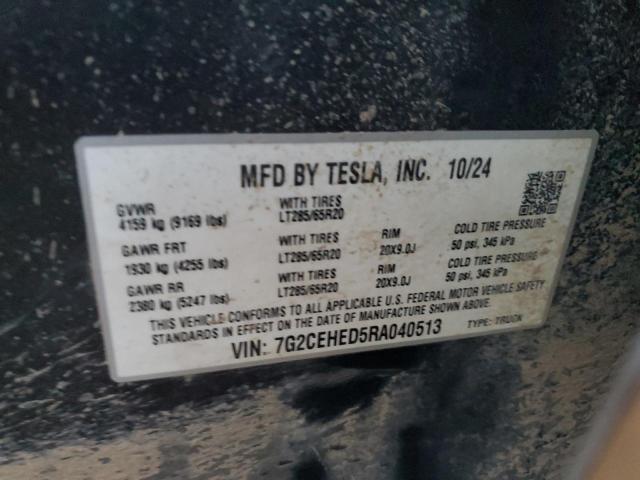 MFD BY TESLA, INC. 10/24
GVWR WITH TIRES
4159 kg (9169 lbs) LT285/65R20
GAWR FRT WITH TIRES RIM COLD TIRE PRESSURE
1930 kg (4255 lbs) LT285/65R20 20X9.0J 50 psi, 345 kPa
GAWR RR WITH TIRES RIM COLD TIRE PRESSURE
2380 kg (5247 lbs) LT285/65R20 20X9.0J 50 psi, 345 kPa
THIS VEHICLE CONFORMS TO ALL APPLICABLE U.S. FEDERAL MOTOR VEHICLE SAFETY
STANDARDS IN EFFECT ON THE DATE OF MANUFACTURE SHOWN ABOVE.
VIN: 7G2CEHED5RA040513 TYPE: TRUCK